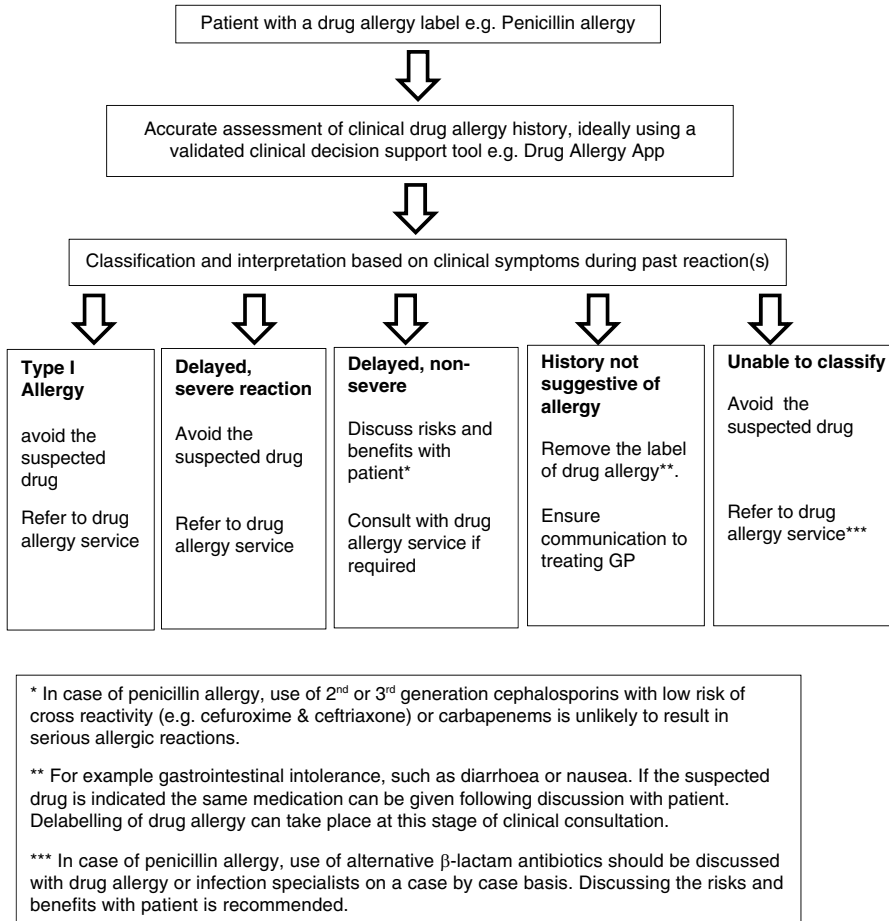 Patient with a drug allergy label e.g. Penicillin allergy
Accurate assessment of clinical drug allergy history, ideally using a
validated clinical decision support tool e.g. Drug Allergy App
Classification and interpretation based on clinical symptoms during past reaction(s)
Type I
Allergy
avoid the
suspected
drug
Refer to drug
allergy service
Delayed,
severe reaction
Avoid the
suspected drug
Refer to drug
allergy service
Delayed, non-
severe
Discuss risks and
benefits with
patient*
Consult with drug
allergy service if
required
History not
suggestive of
allergy
Remove the label
of drug allergy**.
Ensure
communication to
treating GP
Unable to classify
Avoid the
suspected drug
Refer to drug
allergy service***
* In case of penicillin allergy, use of 2nd or 3rd generation cephalosporins with low risk of
cross reactivity (e.g. cefuroxime & ceftriaxone) or carbapenems is unlikely to result in
serious allergic reactions.
** For example gastrointestinal intolerance, such as diarrhoea or nausea. If the suspected
drug is indicated the same medication can be given following discussion with patient.
Delabelling of drug allergy can take place at this stage of clinical consultation.
*** In case of penicillin allergy, use of alternative β-lactam antibiotics should be discussed
with drug allergy or infection specialists on a case by case basis. Discussing the risks and
benefits with patient is recommended.